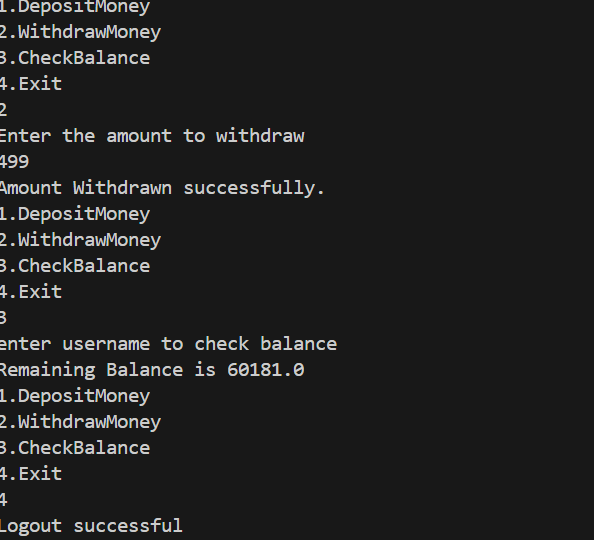 1.DepositMoney
2.WithdrawMoney
3.CheckBalance
4.Exit
2
Enter the amount to withdraw
499
Amount Withdrawn successfully.
1.DepositMoney
2.WithdrawMoney
3.CheckBalance
4.Exit
3
enter username to check balance
Remaining Balance is 60181.0
1.DepositMoney
2.WithdrawMoney
3.CheckBalance
4.Exit
4
Logout successful